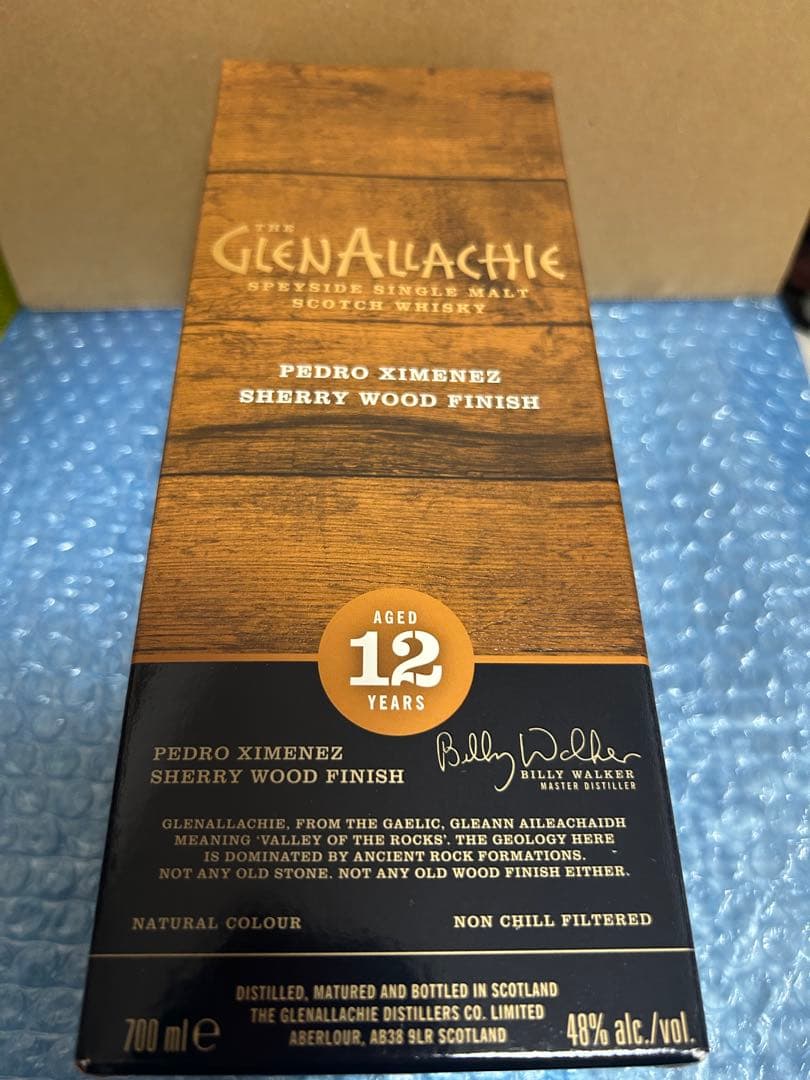 THE
GLENALLACHIE
SPEYSIDE SINGLE MALT
SCOTCH WHISKY
PEDRO XIMENEZ
SHERRY WOOD FINISH
AGED
12
YEARS
PEDRO XIMENEZ
SHERRY WOOD FINISH
Billy Walker
BILLY WALKER
MASTER DISTILLER
GLENALLACHIE, FROM THE GAELIC, GLEANN AILEACHAIDH
MEANING 'VALLEY OF THE ROCKS'. THE GEOLOGY HERE
IS DOMINATED BY ANCIENT ROCK FORMATIONS.
NOT ANY OLD STONE. NOT ANY OLD WOOD FINISH EITHER.
NATURAL COLOUR
NON CHILL FILTERED
DISTILLED, MATURED AND BOTTLED IN SCOTLAND
THE GLENALLACHIE DISTILLERS CO. LIMITED
ABERLOUR, AB38 9LR SCOTLAND
700 ml e
48% alc./vol.